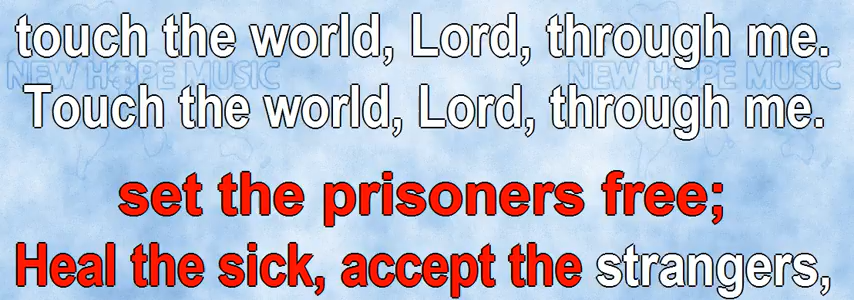 touch the world, Lord, through me.
NEW HOPE MUSIC NEW HOPE MUSIC
Touch the world, Lord, through me.
set the prisoners free;
Heal the sick, accept the strangers,